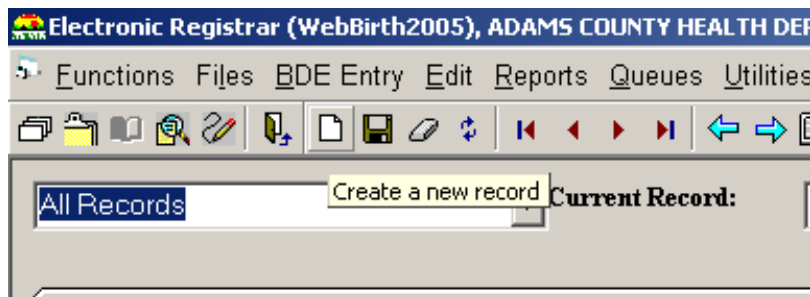 Electronic Registrar (WebBirth2005), ADAMS COUNTY HEALTH
Functions Files BDE Entry Edit Reports Queues Utilities
Create a new record
All Records Current Record: